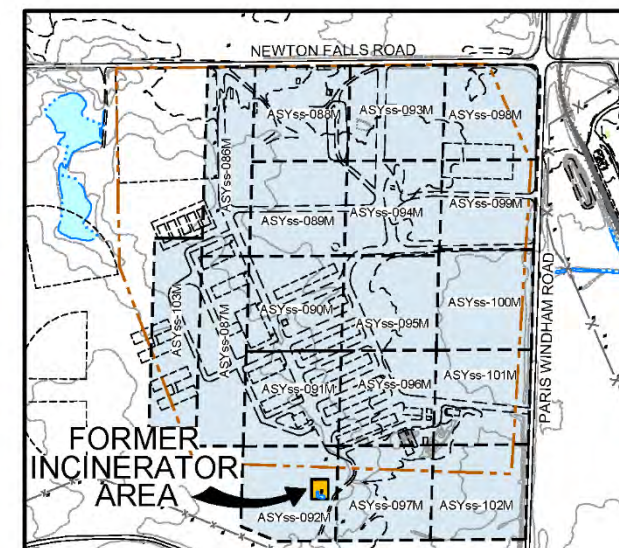 NEWTON FALLS ROAD
ASYss-088M
ASYss-093M
ASYss-098M
ASYss-086M
ASYss-089M
ASYss-094M
ASYss-099M
PARIS WINDHAM ROAD
ASYss-103M
ASYss-087M
ASYss-090M
ASYss-095M
ASYss-100M
ASYss-091M
ASYss-096M
ASYss-101M
FORMER
INCINERATOR
AREA
ASYss-092M
ASYss-097M
ASYss-102M